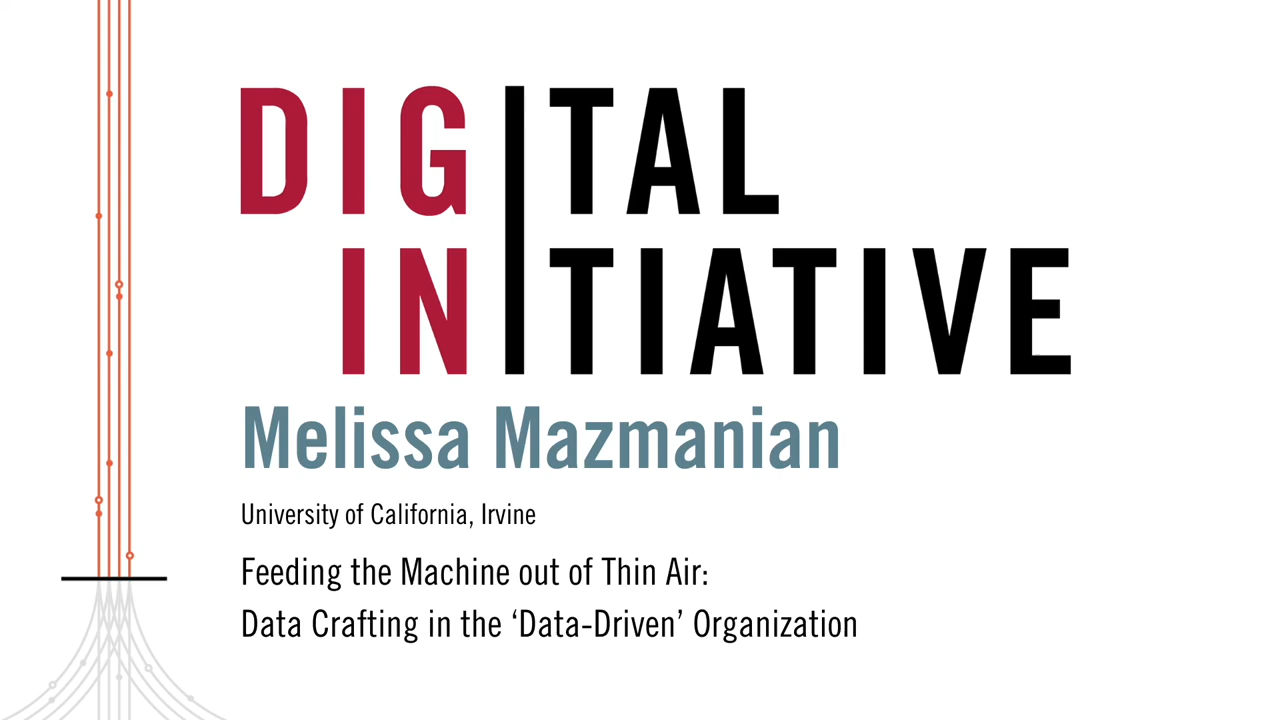 DIGITAL
INITIATIVE
Melissa Mazmanian
University of California, Irvine
Feeding the Machine out of Thin Air:
Data Crafting in the ‘Data-Driven’ Organization